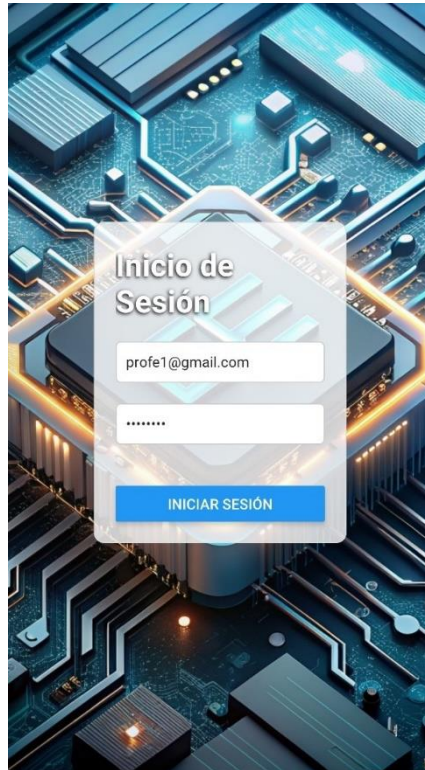 Inicio de
Sesión
profe1@gmail.com
••••••••
INICIAR SESIÓN